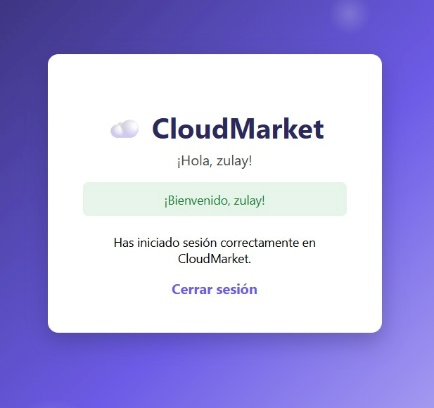 CloudMarket
¡Hola, zulay!
¡Bienvenido, zulay!
Has iniciado sesión correctamente en
CloudMarket.
Cerrar sesión